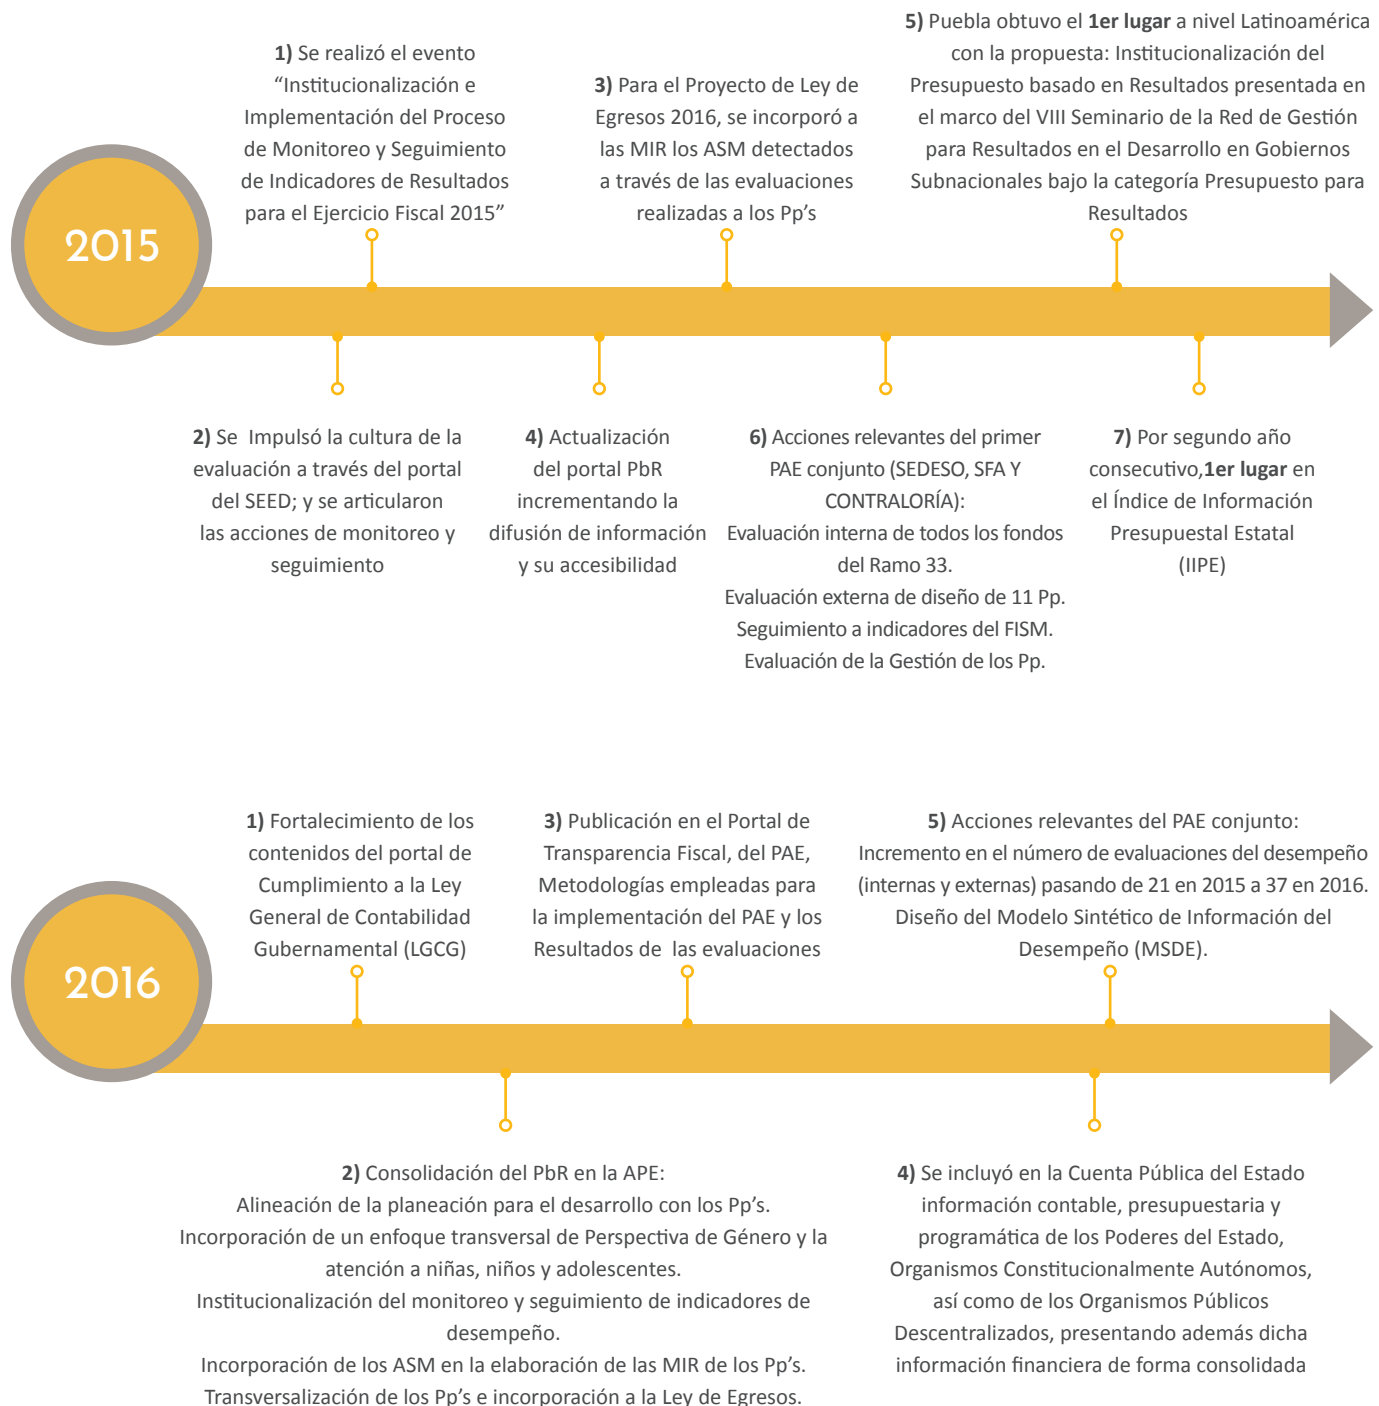 2015
1) Se realizó el evento
“Institucionalización e
Implementación del Proceso
de Monitoreo y Seguimiento
de Indicadores de Resultados
para el Ejercicio Fiscal 2015”
2) Se Impulsó la cultura de la
evaluación a través del portal
del SEED; y se articularon
las acciones de monitoreo y
seguimiento
3) Para el Proyecto de Ley de
Egresos 2016, se incorporó a
las MIR los ASM detectados
a través de las evaluaciones
realizadas a los Pp’s
4) Actualización
del portal PbR
incrementando la
difusión de información
y su accesibilidad
5) Puebla obtuvo el 1er lugar a nivel Latinoamérica
con la propuesta: Institucionalización del
Presupuesto basado en Resultados presentada en
el marco del VIII Seminario de la Red de Gestión
para Resultados en el Desarrollo en Gobiernos
Subnacionales bajo la categoría Presupuesto para
Resultados
6) Acciones relevantes del primer
PAE conjunto (SEDESO, SFA Y
CONTRALORÍA):
Evaluación interna de todos los fondos
del Ramo 33.
Evaluación externa de diseño de 11 Pp.
Seguimiento a indicadores del FISM.
Evaluación de la Gestión de los Pp.
7) Por segundo año
consecutivo,1er lugar en
el Índice de Información
Presupuestal Estatal
(IIPE)
2016
1) Fortalecimiento de los
contenidos del portal de
Cumplimiento a la Ley
General de Contabilidad
Gubernamental (LGCG)
2) Consolidación del PbR en la APE:
Alineación de la planeación para el desarrollo con los Pp’s.
Incorporación de un enfoque transversal de Perspectiva de Género y la
atención a niñas, niños y adolescentes.
Institucionalización del monitoreo y seguimiento de indicadores de
desempeño.
Incorporación de los ASM en la elaboración de las MIR de los Pp’s.
Transversalización de los Pp’s e incorporación a la Ley de Egresos.
3) Publicación en el Portal de
Transparencia Fiscal, del PAE,
Metodologías empleadas para
la implementación del PAE y los
Resultados de las evaluaciones
4) Se incluyó en la Cuenta Pública del Estado
información contable, presupuestaria y
programática de los Poderes del Estado,
Organismos Constitucionalmente Autónomos,
así como de los Organismos Públicos
Descentralizados, presentando además dicha
información financiera de forma consolidada
5) Acciones relevantes del PAE conjunto:
Incremento en el número de evaluaciones del desempeño
(internas y externas) pasando de 21 en 2015 a 37 en 2016.
Diseño del Modelo Sintético de Información del
Desempeño (MSDE).